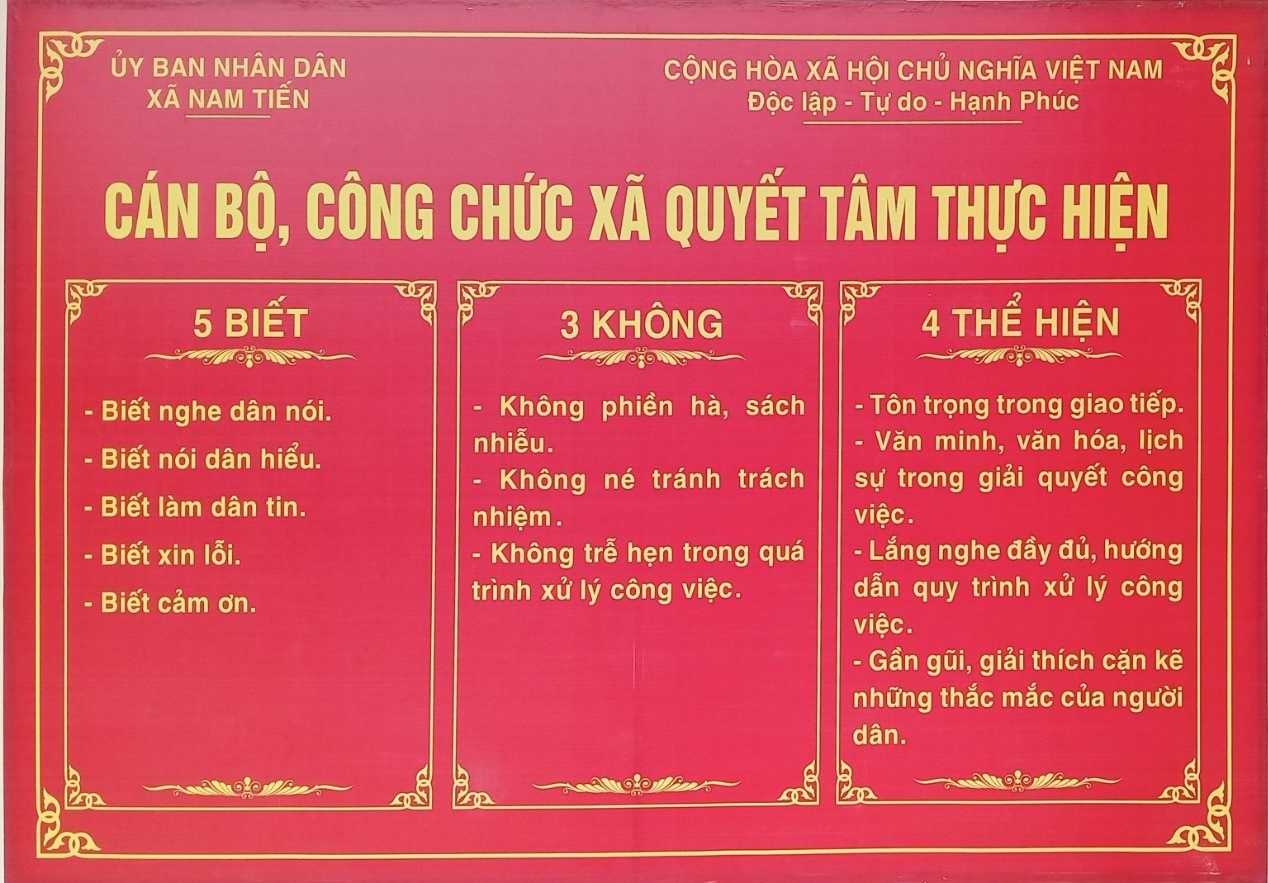 ỦY BAN NHÂN DÂN
XÃ NAM TIẾN
CỘNG HÒA XÃ HỘI CHỦ NGHĨA VIỆT NAM
Độc lập - Tự do - Hạnh Phúc
CÁN BỘ, CÔNG CHỨC XÃ QUYẾT TÂM THỰC HIỆN
5 BIẾT
- Biết nghe dân nói.
- Biết nói dân hiểu.
- Biết làm dân tin.
- Biết xin lỗi.
- Biết cảm ơn.
3 KHÔNG
- Không phiền hà, sách
nhiễu.
- Không né tránh trách
nhiệm.
- Không trễ hẹn trong quá
trình xử lý công việc.
4 THỂ HIỆN
- Tôn trọng trong giao tiếp.
- Văn minh, văn hóa, lịch
sự trong giải quyết công
việc.
- Lắng nghe đầy đủ, hướng
dẫn quy trình xử lý công
việc.
- Gần gũi, giải thích cặn kẽ
những thắc mắc của người
dân.